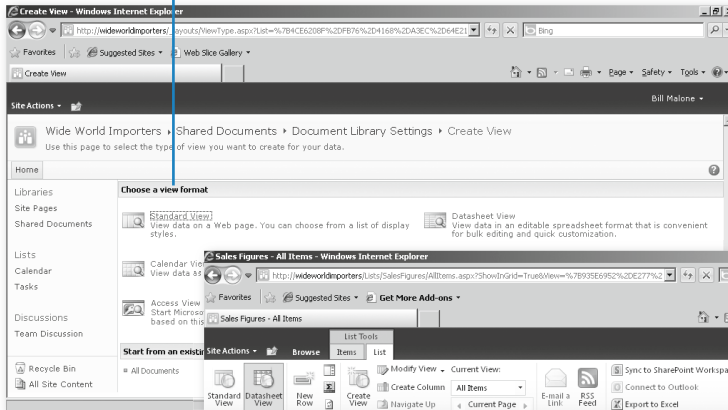 Create View - Windows Internet Explorer
http://wideworldimporters/_layouts/ViewType.aspx?List=%7B4CE6208F%2DFB76%2D4168%2DA3EC%2D64E21
Bing
Favorites Suggested Sites Web Slice Gallery
Create View
Page Safety Tools
Site Actions
Bill Malone
Wide World Importers Shared Documents Document Library Settings Create View
Use this page to select the type of view you want to create for your data.
Home
Libraries
Site Pages
Shared Documents
Lists
Calendar
Tasks
Discussions
Team Discussion
Recycle Bin
All Site Content
Choose a view format
Standard View
View data on a Web page. You can choose from a list of display
styles.
Datasheet View
View data in an editable spreadsheet format that is convenient
for bulk editing and quick customization.
Calendar View
View data as
Access View
Start Microso
based on this
Start from an existin
All Documents
Sales Figures - All Items - Windows Internet Explorer
http://wideworldimporters/Lists/SalesFigures/AllItems.aspx?ShowInGrid=True&View=%7B935E6952%2DE277%2
Favorites Suggested Sites Get More Add-ons
Sales Figures - All Items
List Tools
Site Actions Browse Items List
Standard View
Datasheet View
New Row
Create View
Modify View
Create Column
Navigate Up
Current View:
All Items
Current Page
E-mail a Link
RSS Feed
Sync to SharePoint Workspa
Connect to Outlook
Export to Excel